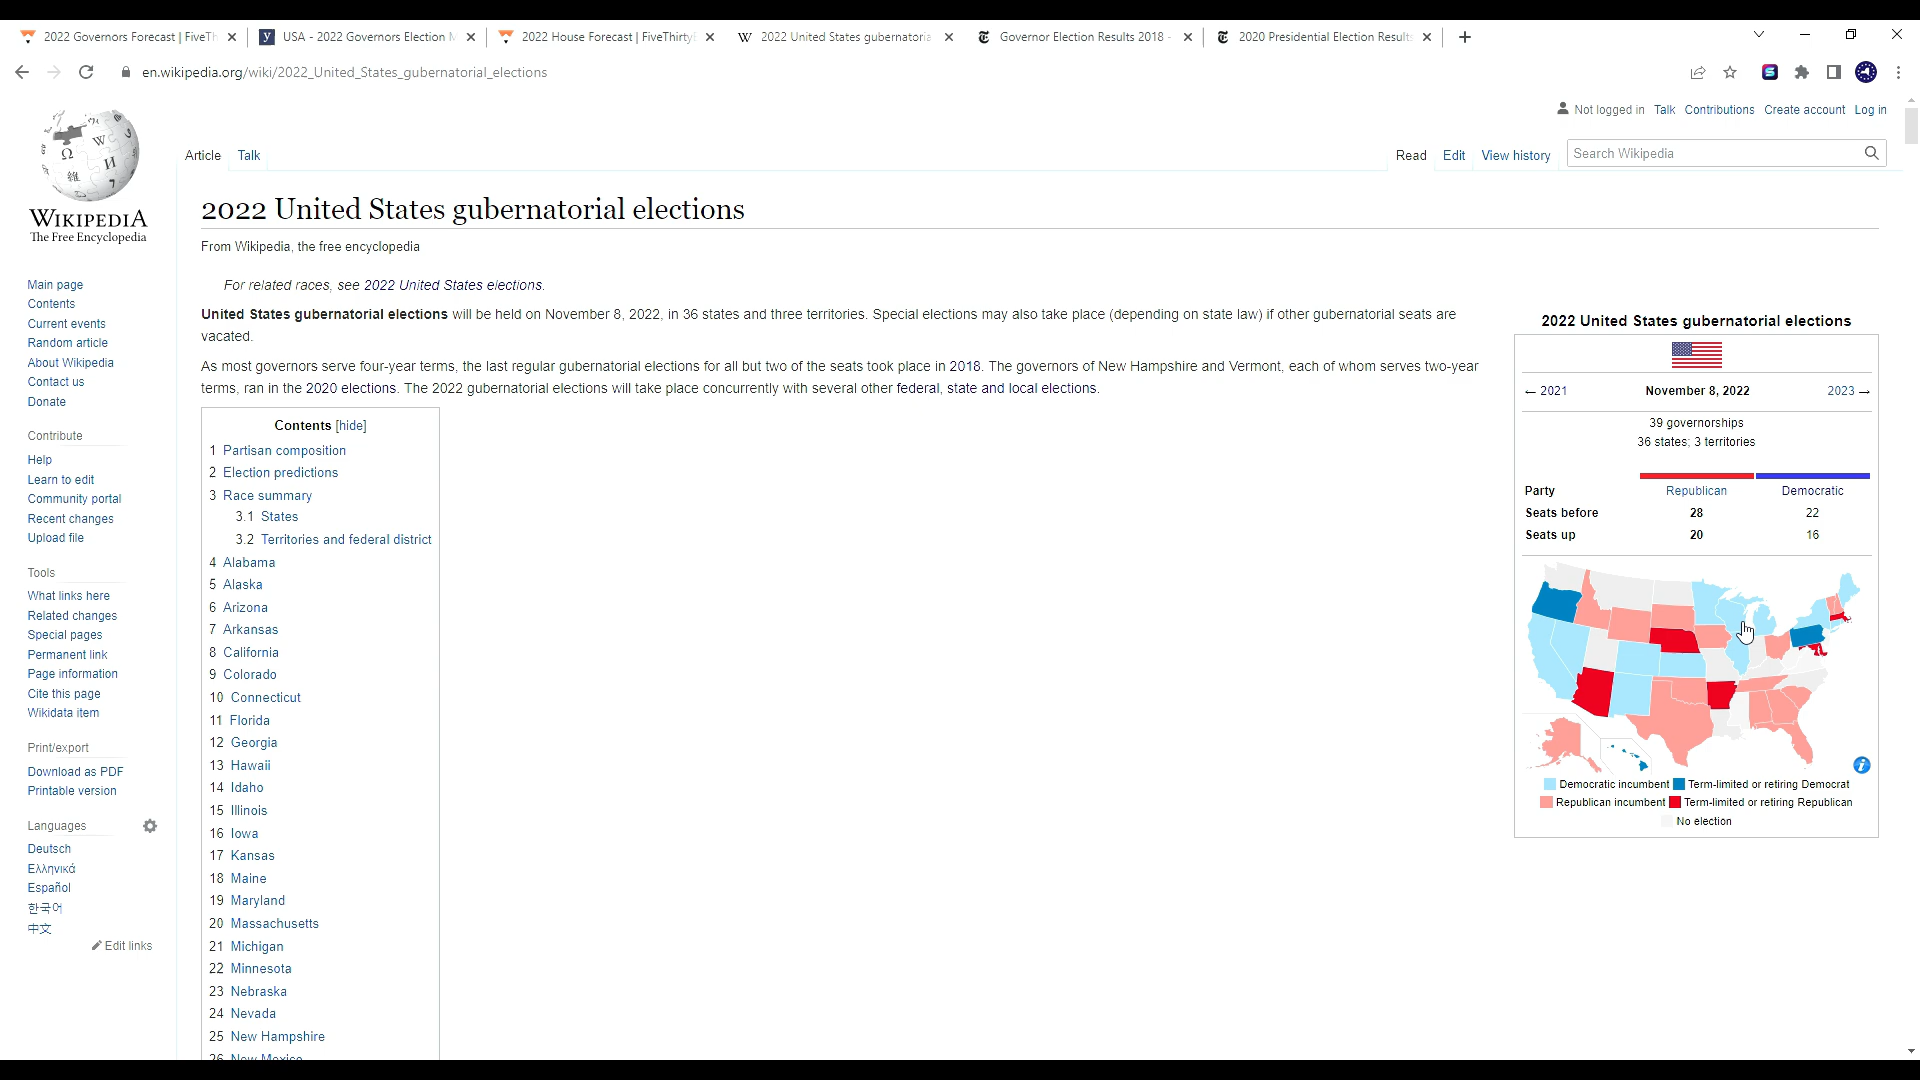 2022 Governors Forecast | FiveTh
USA - 2022 Governors Election M
2022 House Forecast | FiveThirty
2022 United States gubernatoria
Governor Election Results 2018 -
2020 Presidential Election Results
en.wikipedia.org/wiki/2022_United_States_gubernatorial_elections
Not logged in Talk Contributions Create account Log in
Article Talk
Read Edit View history
Search Wikipedia
WIKIPEDIA
The Free Encyclopedia
Main page
Contents
Current events
Random article
About Wikipedia
Contact us
Donate
Contribute
Help
Learn to edit
Community portal
Recent changes
Upload file
Tools
What links here
Related changes
Special pages
Permanent link
Page information
Cite this page
Wikidata item
Print/export
Download as PDF
Printable version
Languages
Deutsch
Ελληνικά
Español
한국어
中文
Edit links
2022 United States gubernatorial elections
From Wikipedia, the free encyclopedia
For related races, see 2022 United States elections.
United States gubernatorial elections will be held on November 8, 2022, in 36 states and three territories. Special elections may also take place (depending on state law) if other gubernatorial seats are
vacated.
As most governors serve four-year terms, the last regular gubernatorial elections for all but two of the seats took place in 2018. The governors of New Hampshire and Vermont, each of whom serves two-year
terms, ran in the 2020 elections. The 2022 gubernatorial elections will take place concurrently with several other federal, state and local elections.
Contents [hide]
1 Partisan composition
2 Election predictions
3 Race summary
3.1 States
3.2 Territories and federal district
4 Alabama
5 Alaska
6 Arizona
7 Arkansas
8 California
9 Colorado
10 Connecticut
11 Florida
12 Georgia
13 Hawaii
14 Idaho
15 Illinois
16 Iowa
17 Kansas
18 Maine
19 Maryland
20 Massachusetts
21 Michigan
22 Minnesota
23 Nebraska
24 Nevada
25 New Hampshire
26 New Mexico
2022 United States gubernatorial elections
← 2021 November 8, 2022 2023 →
39 governorships
36 states; 3 territories
Party Republican Democratic
Seats before 28 22
Seats up 20 16
Democratic incumbent Term-limited or retiring Democrat
Republican incumbent Term-limited or retiring Republican
No election